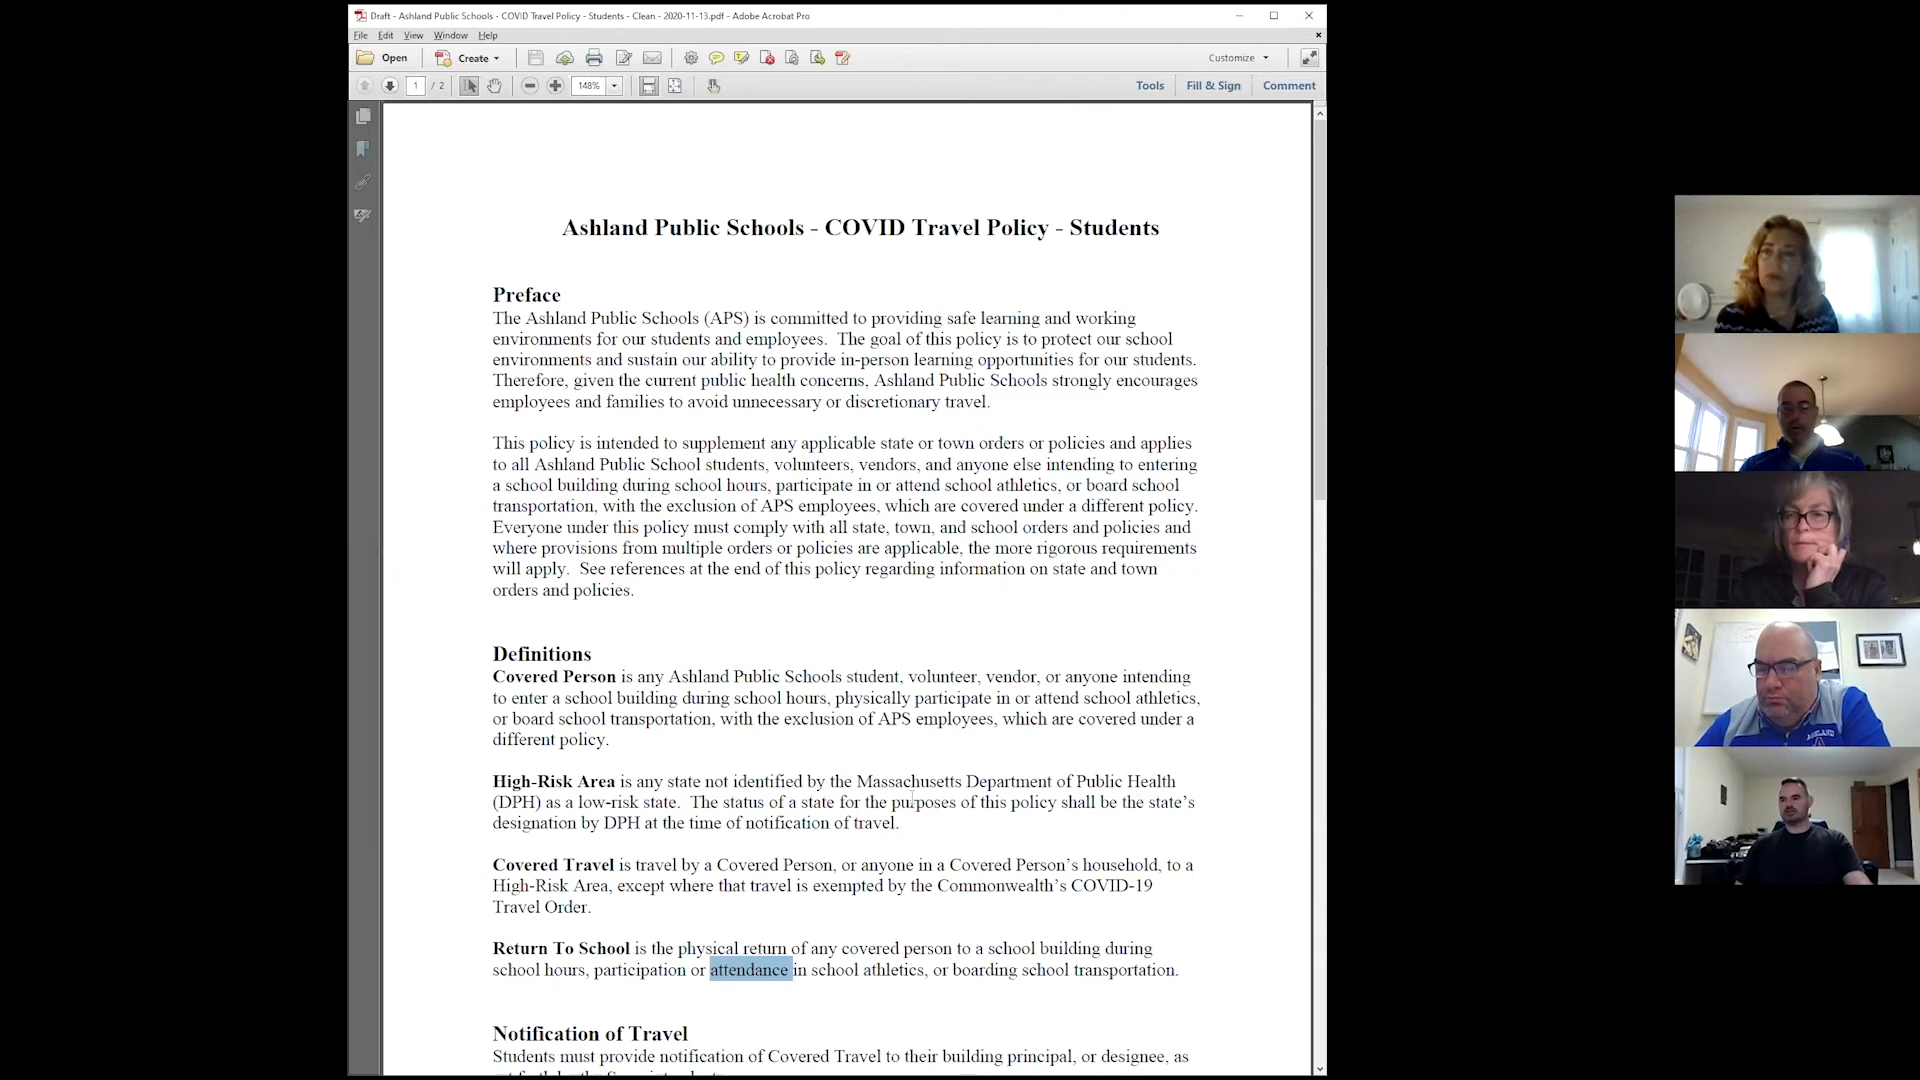 Draft - Ashland Public Schools - COVID Travel Policy - Students - Clean - 2020-11-13.pdf - Adobe Acrobat Pro
File Edit View Window Help
Open Create Customize
1 / 2 148% Tools Fill & Sign Comment
Ashland Public Schools - COVID Travel Policy - Students
Preface
The Ashland Public Schools (APS) is committed to providing safe learning and working
environments for our students and employees. The goal of this policy is to protect our school
environments and sustain our ability to provide in-person learning opportunities for our students.
Therefore, given the current public health concerns, Ashland Public Schools strongly encourages
employees and families to avoid unnecessary or discretionary travel.
This policy is intended to supplement any applicable state or town orders or policies and applies
to all Ashland Public School students, volunteers, vendors, and anyone else intending to entering
a school building during school hours, participate in or attend school athletics, or board school
transportation, with the exclusion of APS employees, which are covered under a different policy.
Everyone under this policy must comply with all state, town, and school orders and policies and
where provisions from multiple orders or policies are applicable, the more rigorous requirements
will apply. See references at the end of this policy regarding information on state and town
orders and policies.
Definitions
Covered Person is any Ashland Public Schools student, volunteer, vendor, or anyone intending
to enter a school building during school hours, physically participate in or attend school athletics,
or board school transportation, with the exclusion of APS employees, which are covered under a
different policy.
High-Risk Area is any state not identified by the Massachusetts Department of Public Health
(DPH) as a low-risk state. The status of a state for the purposes of this policy shall be the state's
designation by DPH at the time of notification of travel.
Covered Travel is travel by a Covered Person, or anyone in a Covered Person's household, to a
High-Risk Area, except where that travel is exempted by the Commonwealth's COVID-19
Travel Order.
Return To School is the physical return of any covered person to a school building during
school hours, participation or attendance in school athletics, or boarding school transportation.
Notification of Travel
Students must provide notification of Covered Travel to their building principal, or designee, as
ASHLAND